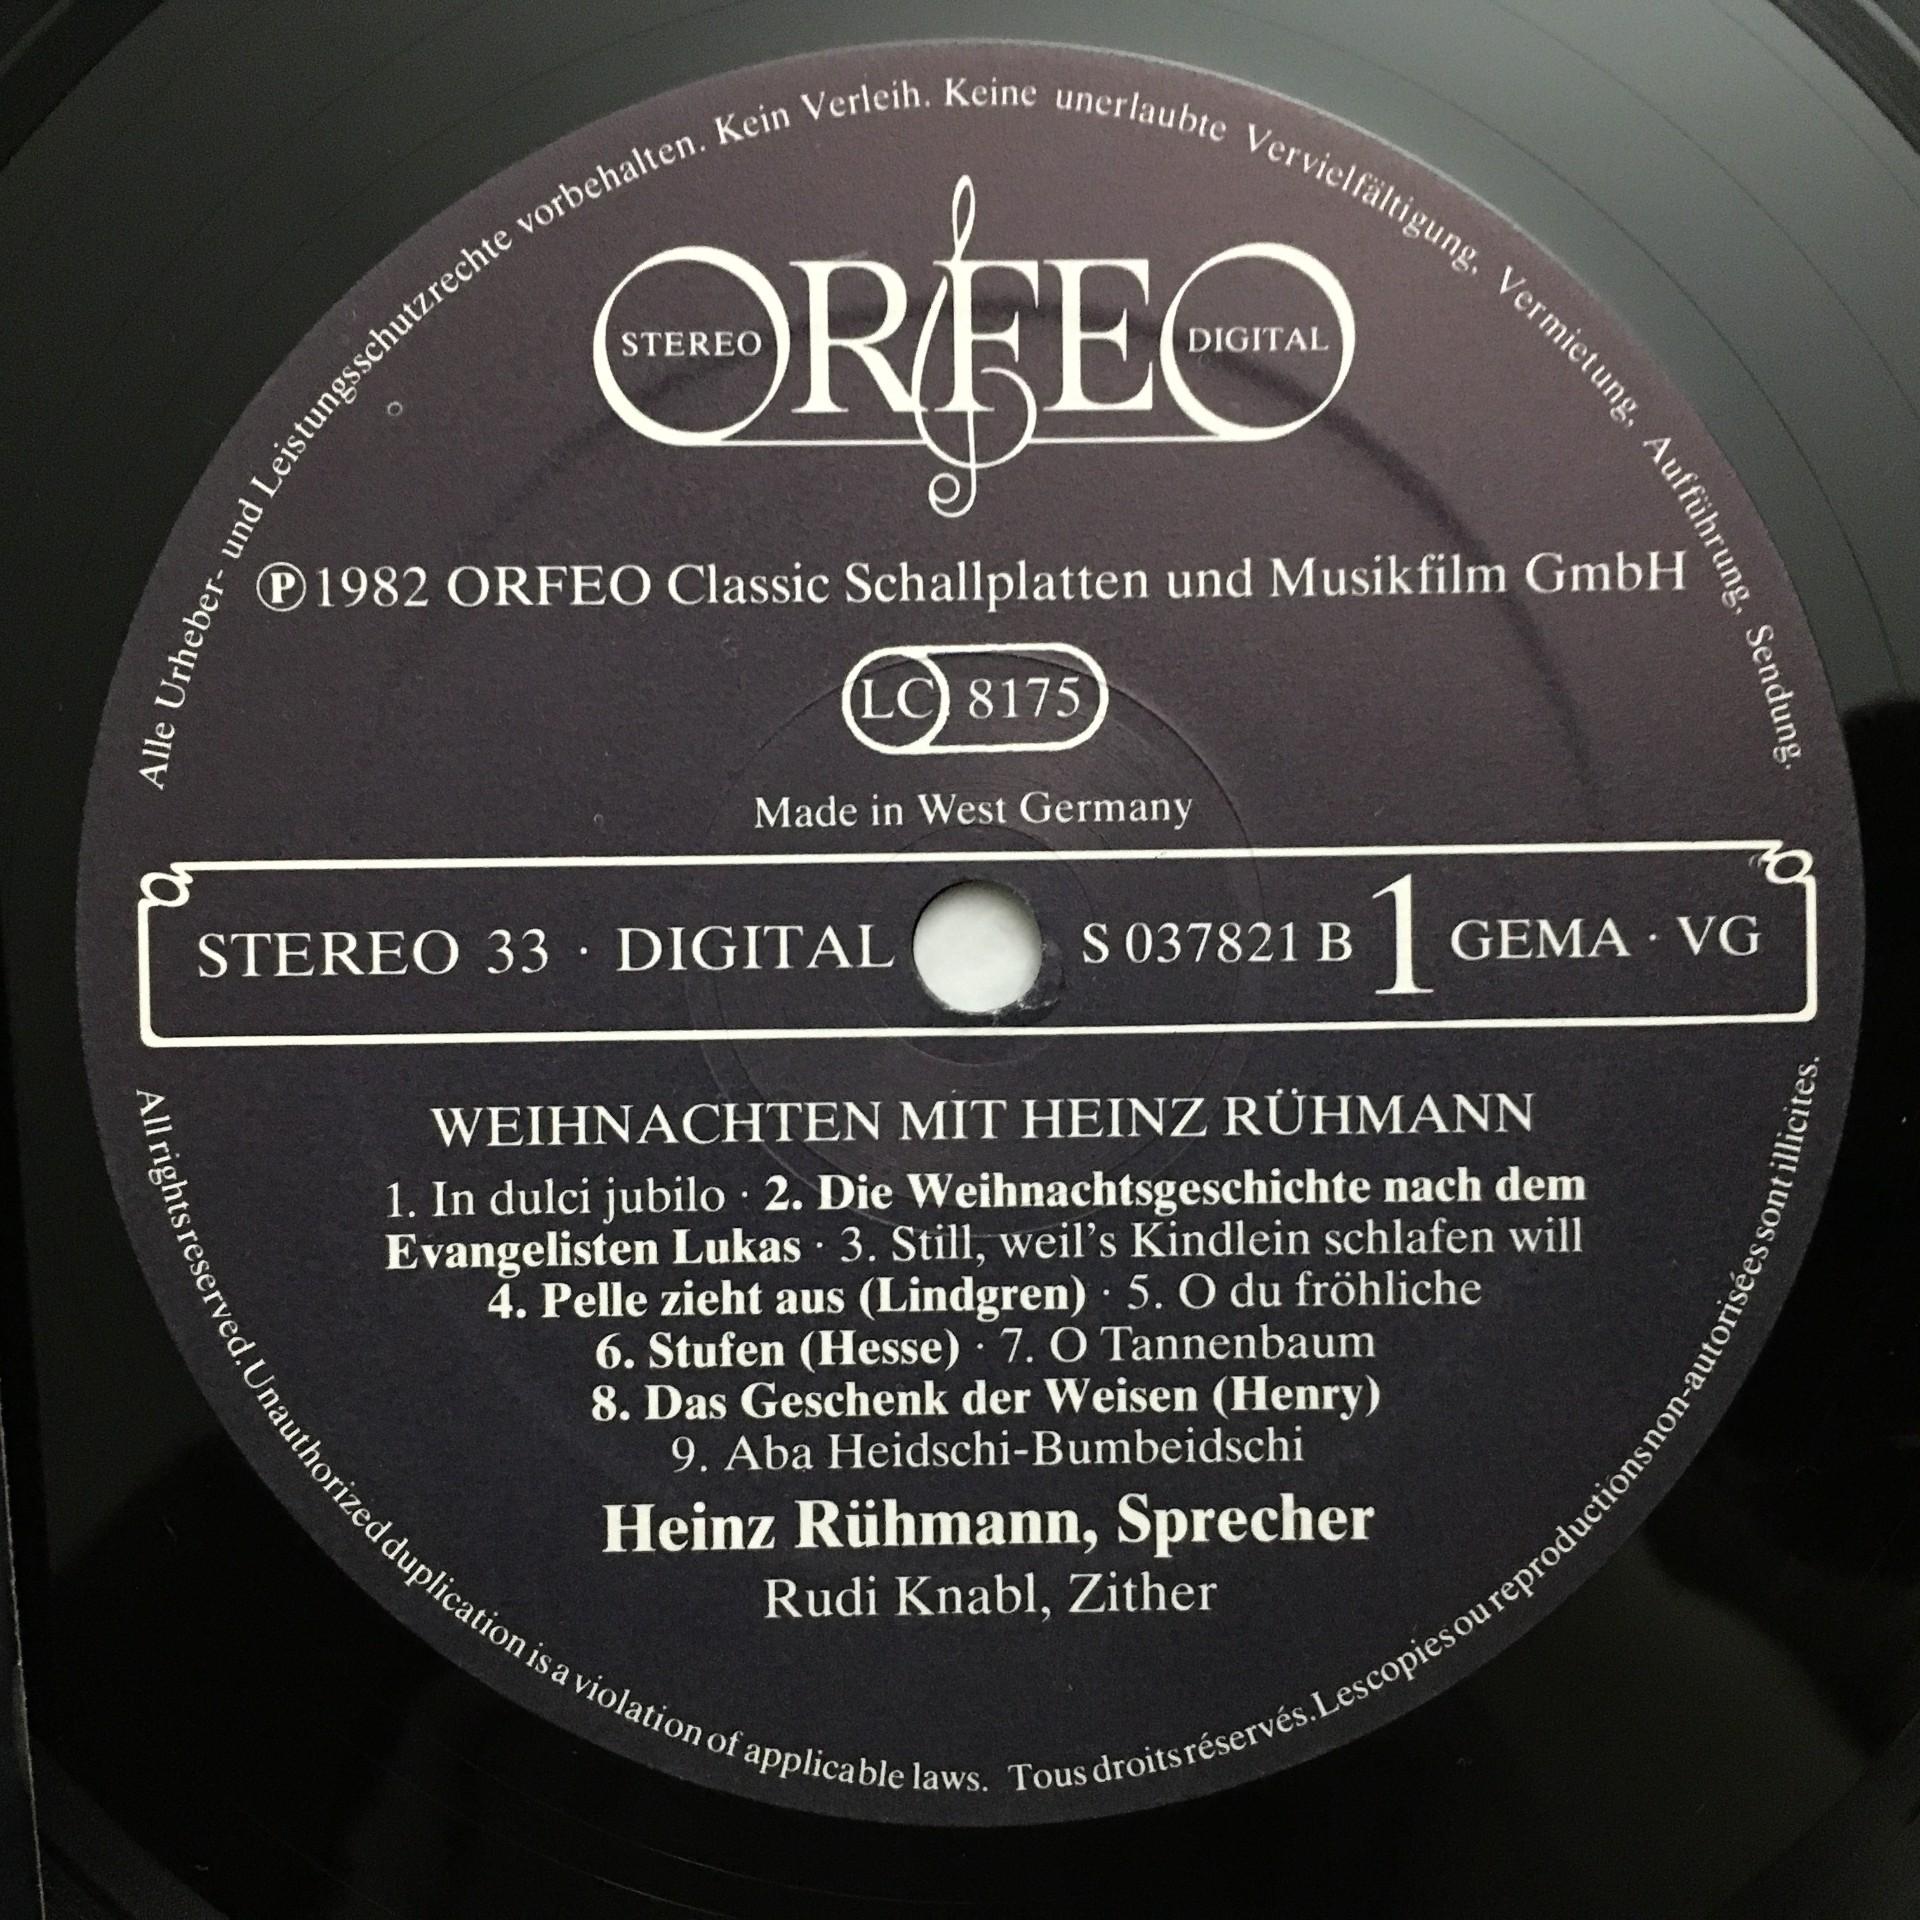 Alle Urheber- und Leistungsschutzrechte vorbehalten. Kein Verleih. Keine unerlaubte Vervielfältigung, Vermietung, Aufführung, Sendung.
ORFEO
STEREO DIGITAL
Ⓟ 1982 ORFEO Classic Schallplatten und Musikfilm GmbH
LC 8175
Made in West Germany
STEREO 33 · DIGITAL S 037821 B 1 GEMA · VG
WEIHNACHTEN MIT HEINZ RÜHMANN
1. In dulci jubilo · 2. Die Weihnachtsgeschichte nach dem
Evangelisten Lukas · 3. Still, weil's Kindlein schlafen will
4. Pelle zieht aus (Lindgren) · 5. O du fröhliche
6. Stufen (Hesse) · 7. O Tannenbaum
8. Das Geschenk der Weisen (Henry)
9. Aba Heidschi-Bumbeidschi
Heinz Rühmann, Sprecher
Rudi Knabl, Zither
All rights reserved. Unauthorized duplication is a violation of applicable laws. Tous droits réservés. Les copies ou reproductions non-autorisées sont illicites.